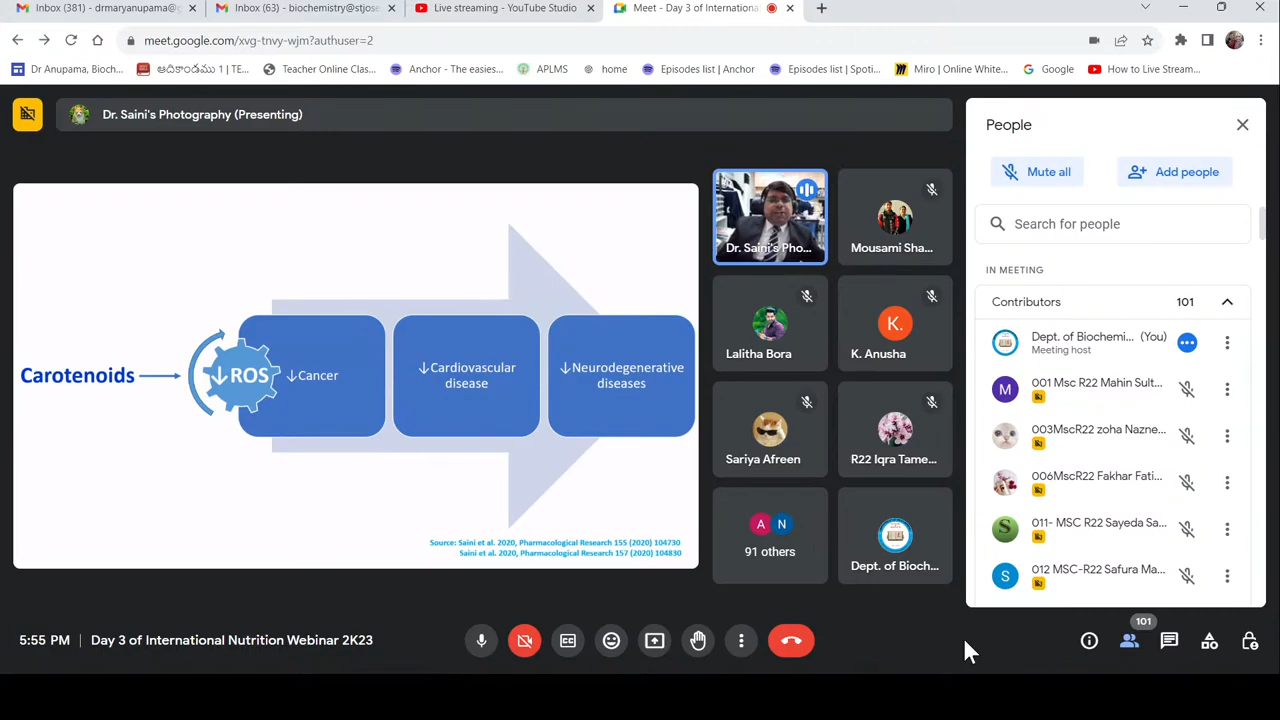 Inbox (381) - drmaryanupama@g
Inbox (63) - biochemistry@stjose
Live streaming - YouTube Studio
Meet - Day 3 of International
meet.google.com/xvg-tnvy-wjm?authuser=2
Dr Anupama, Bioch...
ఆదికాండము 1 | TE...
Teacher Online Clas...
Anchor - The easies...
APLMS
home
Episodes list | Anchor
Episodes list | Spoti...
Miro | Online White...
Google
How to Live Stream...
Dr. Saini's Photography (Presenting)
Carotenoids
↓ROS
↓Cancer
↓Cardiovascular
disease
↓Neurodegenerative
diseases
Source: Saini et al. 2020, Pharmacological Research 155 (2020) 104730
Saini et al. 2020, Pharmacological Research 157 (2020) 104830
Dr. Saini's Pho...
Mousami Sha...
Lalitha Bora
K.
K. Anusha
Sariya Afreen
R22 Iqra Tame...
A N
91 others
Dept. of Bioch...
People
Mute all
Add people
Search for people
IN MEETING
Contributors
101
Dept. of Biochemi... (You)
Meeting host
M
001 Msc R22 Mahin Sult...
003MscR22 zoha Nazne...
006MscR22 Fakhar Fati...
S
011- MSC R22 Sayeda Sa...
S
012 MSC-R22 Safura Ma...
5:55 PM | Day 3 of International Nutrition Webinar 2K23
CC
101